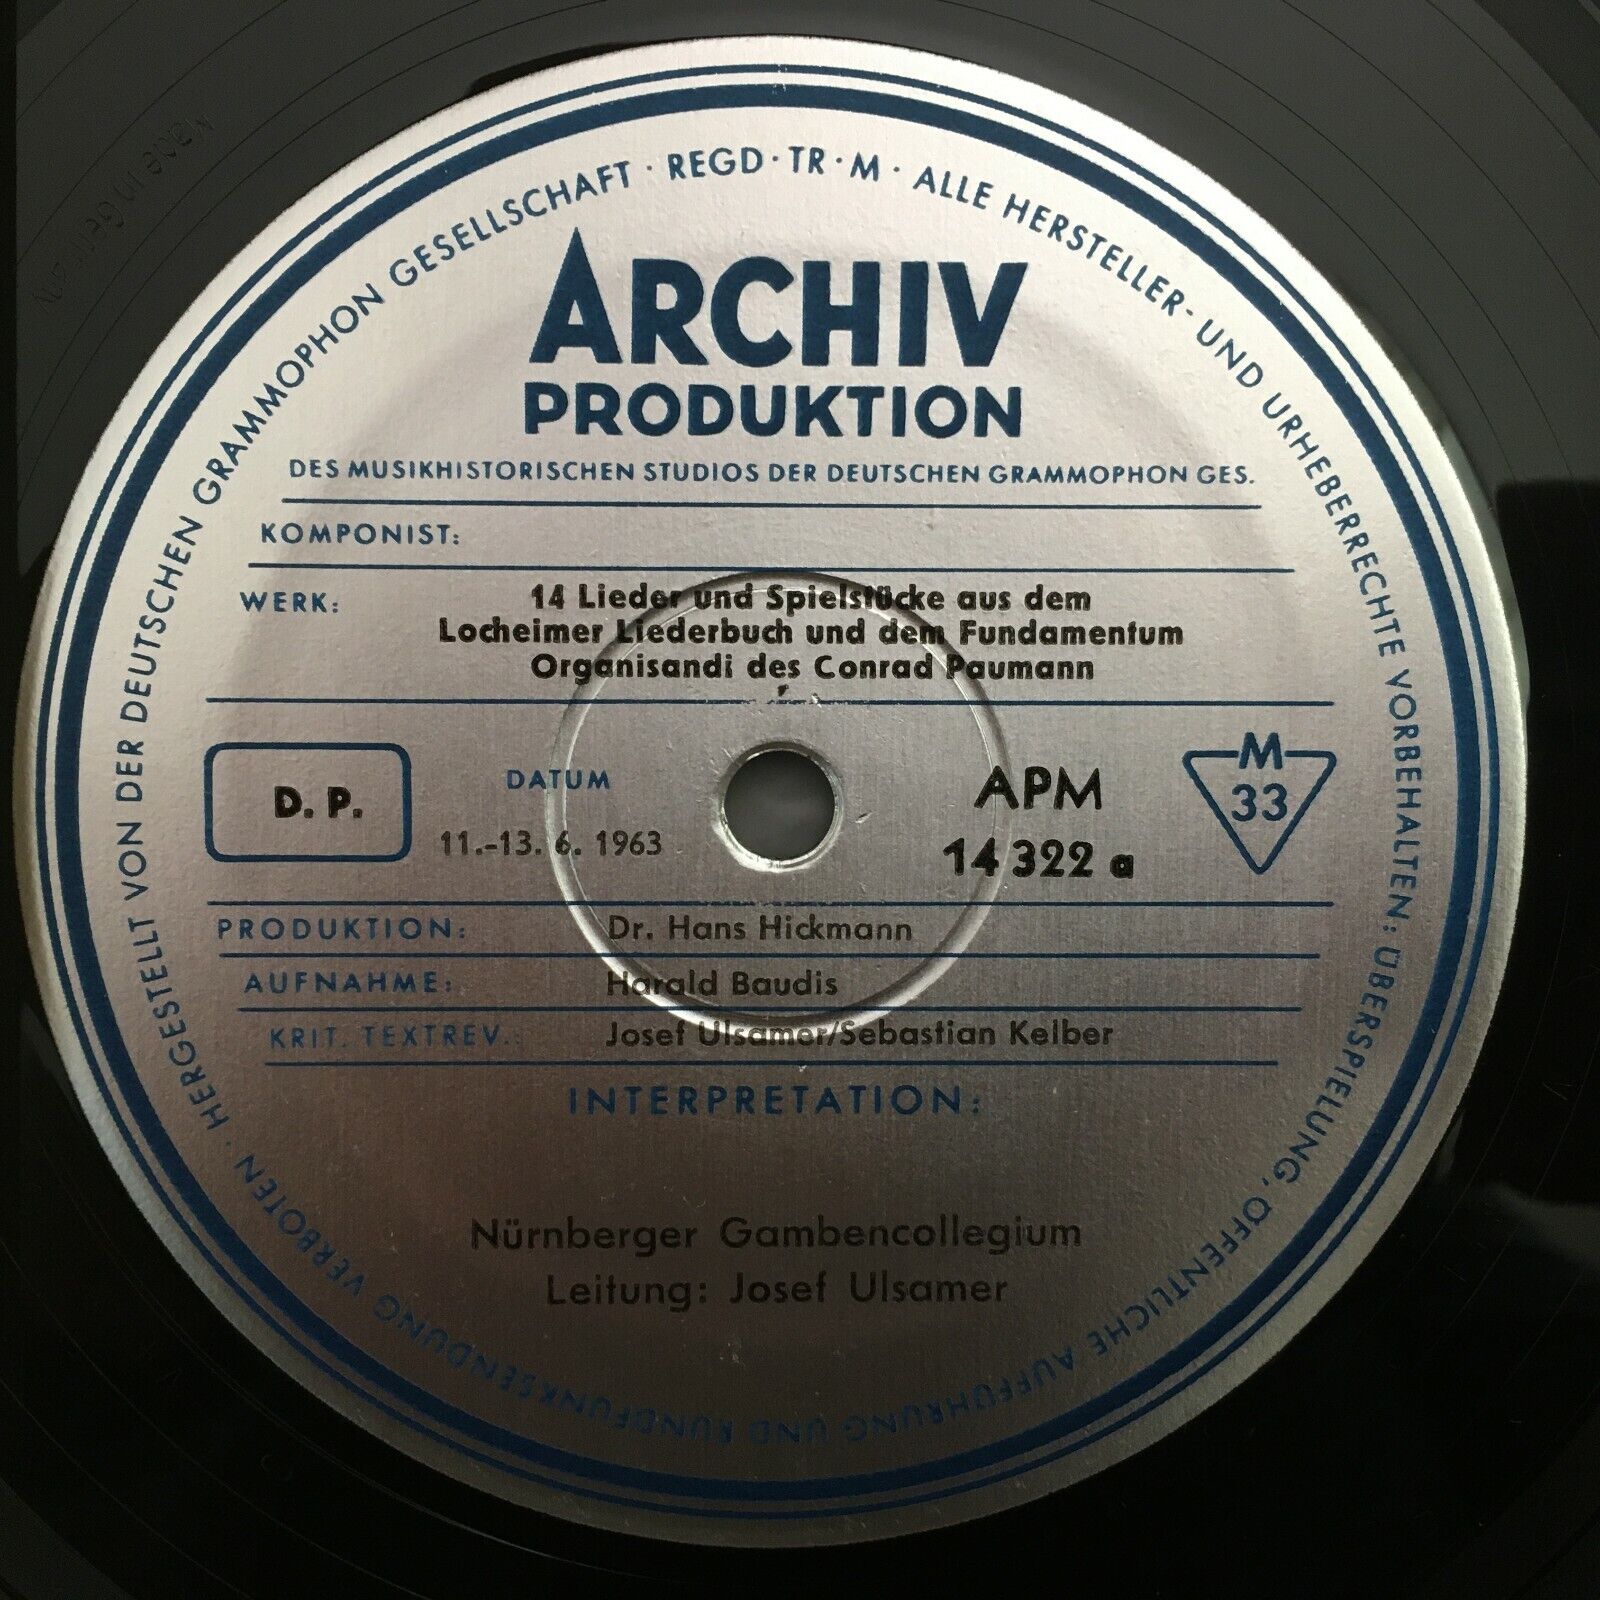 HERGESTELLT VON DER DEUTSCHEN GRAMMOPHON GESELLSCHAFT · REGD · TR · M · ALLE HERSTELLER- UND URHEBERRECHTE VORBEHALTEN: ÜBERSPIELUNG, ÖFFENTLICHE AUFFÜHRUNG UND RUNDFUNKSENDUNG VERBOTEN ·
ARCHIV
PRODUKTION
DES MUSIKHISTORISCHEN STUDIOS DER DEUTSCHEN GRAMMOPHON GES.
KOMPONIST:
WERK: 14 Lieder und Spielstücke aus dem
Locheimer Liederbuch und dem Fundamentum
Organisandi des Conrad Paumann
D. P.
DATUM
11.-13. 6. 1963
APM
14 322 a
M
33
PRODUKTION: Dr. Hans Hickmann
AUFNAHME: Harald Baudis
KRIT. TEXTREV.: Josef Ulsamer/Sebastian Kelber
INTERPRETATION:
Nürnberger Gambencollegium
Leitung: Josef Ulsamer
Made in Germany